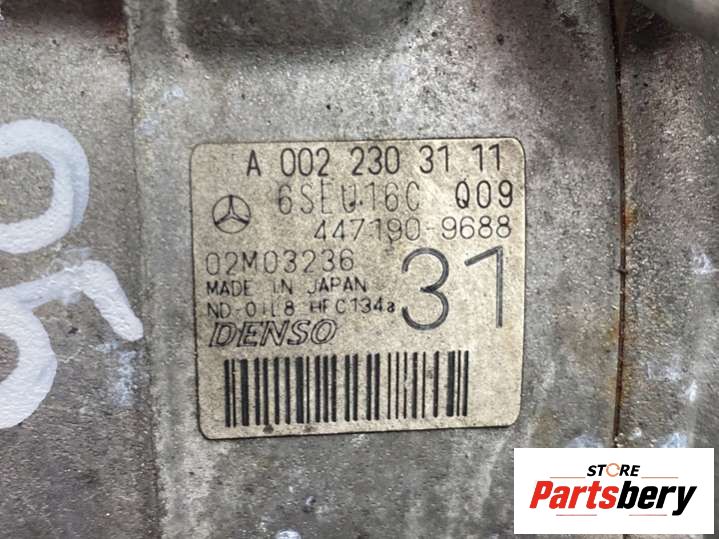 A 002 230 31 11
6SEU16C Q09
447190-9688
02M03236
31
MADE IN JAPAN
ND-OIL8 HFC134a
DENSO
STORE
Partsbery